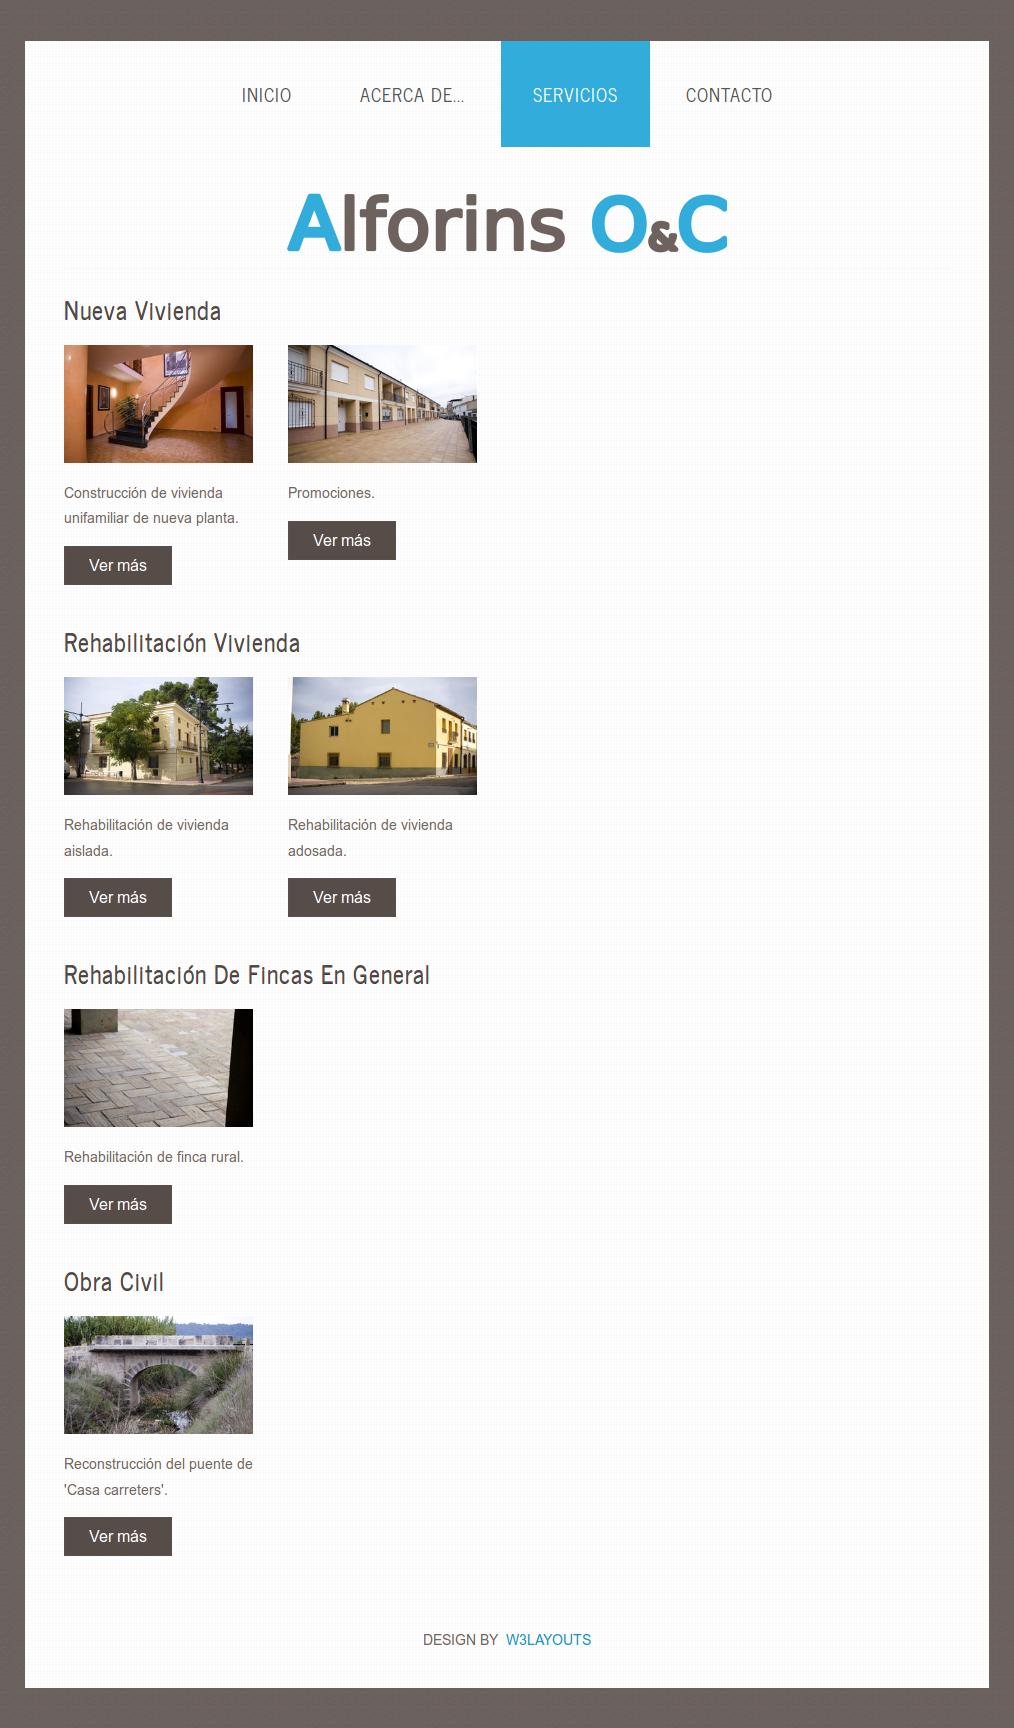 INICIO ACERCA DE... SERVICIOS CONTACTO
Alforins O&C
Nueva Vivienda
Construcción de vivienda
unifamiliar de nueva planta.
Ver más
Promociones.
Ver más
Rehabilitación Vivienda
Rehabilitación de vivienda
aislada.
Ver más
Rehabilitación de vivienda
adosada.
Ver más
Rehabilitación De Fincas En General
Rehabilitación de finca rural.
Ver más
Obra Civil
Reconstrucción del puente de
'Casa carreters'.
Ver más
DESIGN BY W3LAYOUTS